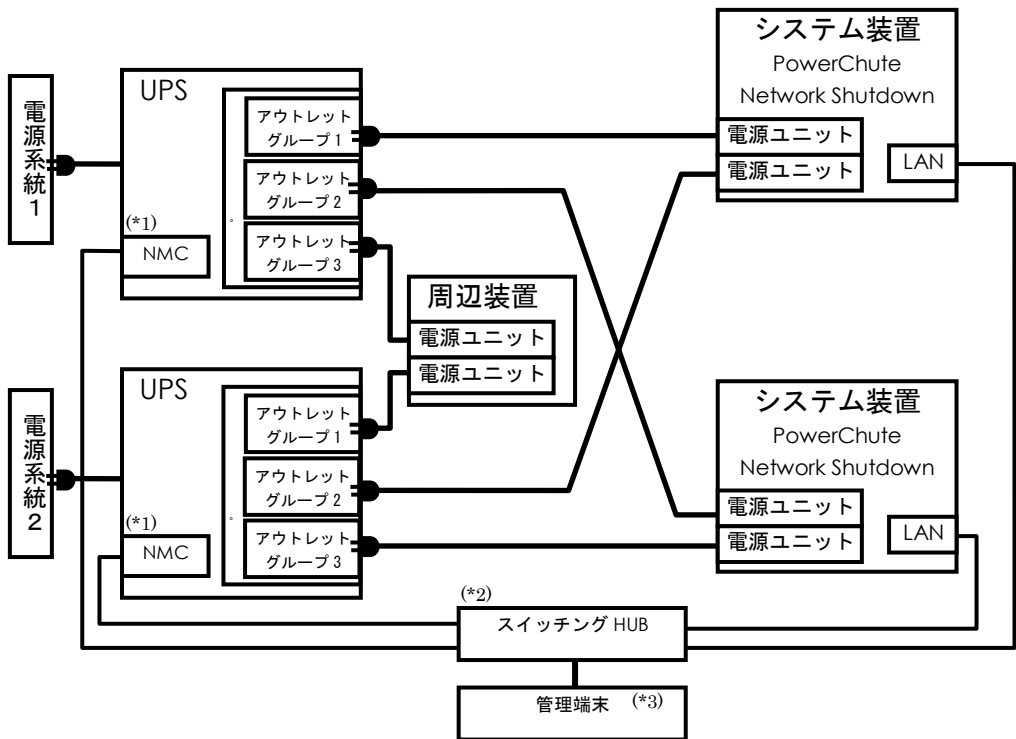 電源系統1
UPS
アウトレット
グループ1
アウトレット
グループ2
アウトレット
グループ3
(*1)
NMC
システム装置
PowerChute
Network Shutdown
電源ユニット
電源ユニット
LAN
周辺装置
電源ユニット
電源ユニット
電源系統2
UPS
アウトレット
グループ1
アウトレット
グループ2
アウトレット
グループ3
(*1)
NMC
システム装置
PowerChute
Network Shutdown
電源ユニット
電源ユニット
LAN
(*2)
スイッチング HUB
管理端末 (*3)